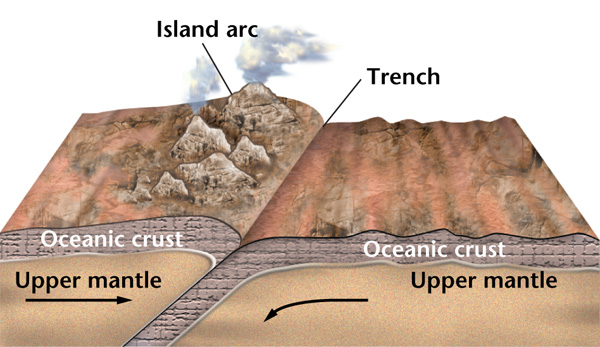 Island arc
Trench
Oceanic crust
Oceanic crust
Upper mantle
Upper mantle